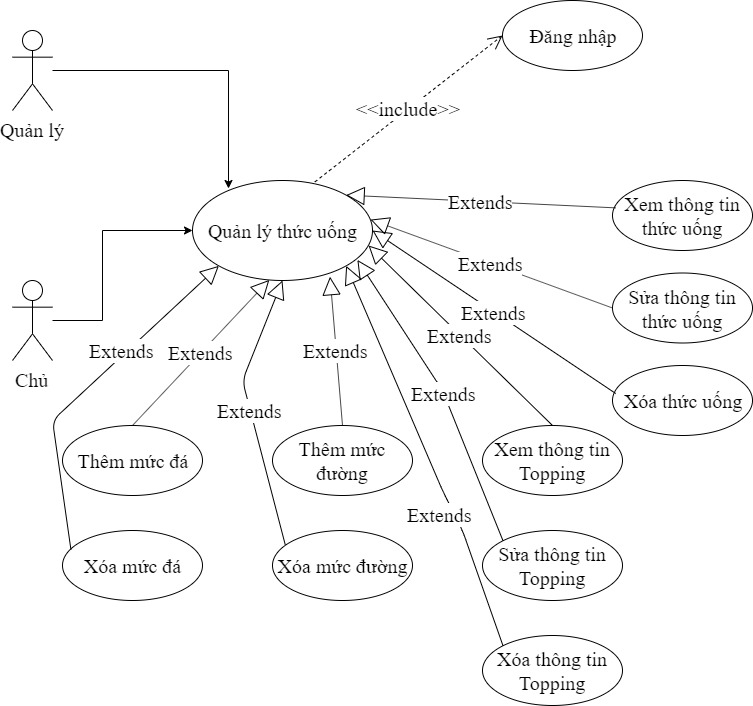 Đăng nhập
<<include>>
Quản lý
Extends
Xem thông tin
thức uống
Quản lý thức uống
Extends
Sửa thông tin
thức uống
Extends
Extends
Extends
Extends
Extends
Chủ
Extends
Extends
Xóa thức uống
Thêm mức đá
Thêm mức
đường
Xem thông tin
Topping
Extends
Xóa mức đá
Xóa mức đường
Sửa thông tin
Topping
Xóa thông tin
Topping